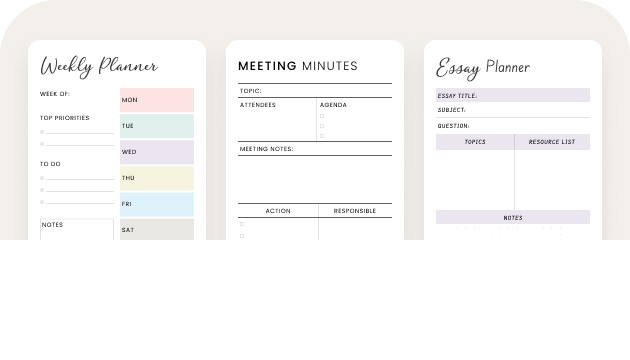 Weekly Planner
WEEK OF:
TOP PRIORITIES
TO DO
NOTES
MON
TUE
WED
THU
FRI
SAT
MEETING MINUTES
TOPIC:
ATTENDEES
AGENDA
MEETING NOTES:
ACTION
RESPONSIBLE
Essay Planner
ESSAY TITLE:
SUBJECT:
QUESTION:
TOPICS
RESOURCE LIST
NOTES